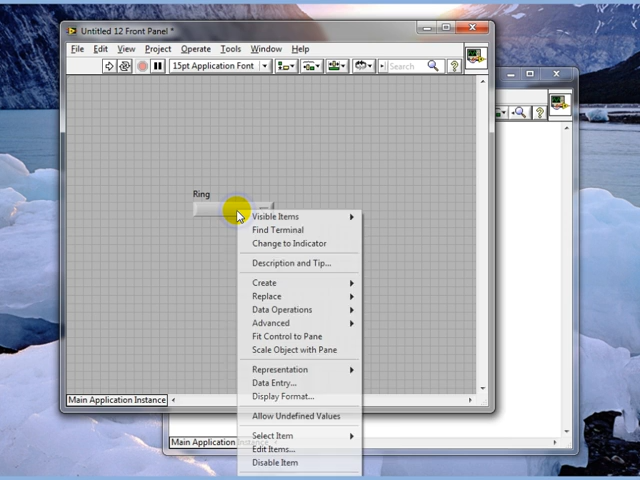 Untitled 12 Front Panel *
File Edit View Project Operate Tools Window Help
15pt Application Font
Search
?
?
Ring
Visible Items
Find Terminal
Change to Indicator
Description and Tip...
Create
Replace
Data Operations
Advanced
Fit Control to Pane
Scale Object with Pane
Representation
Data Entry...
Display Format...
Allow Undefined Values
Select Item
Edit Items...
Disable Item
Main Application Instance
Main Application Instance